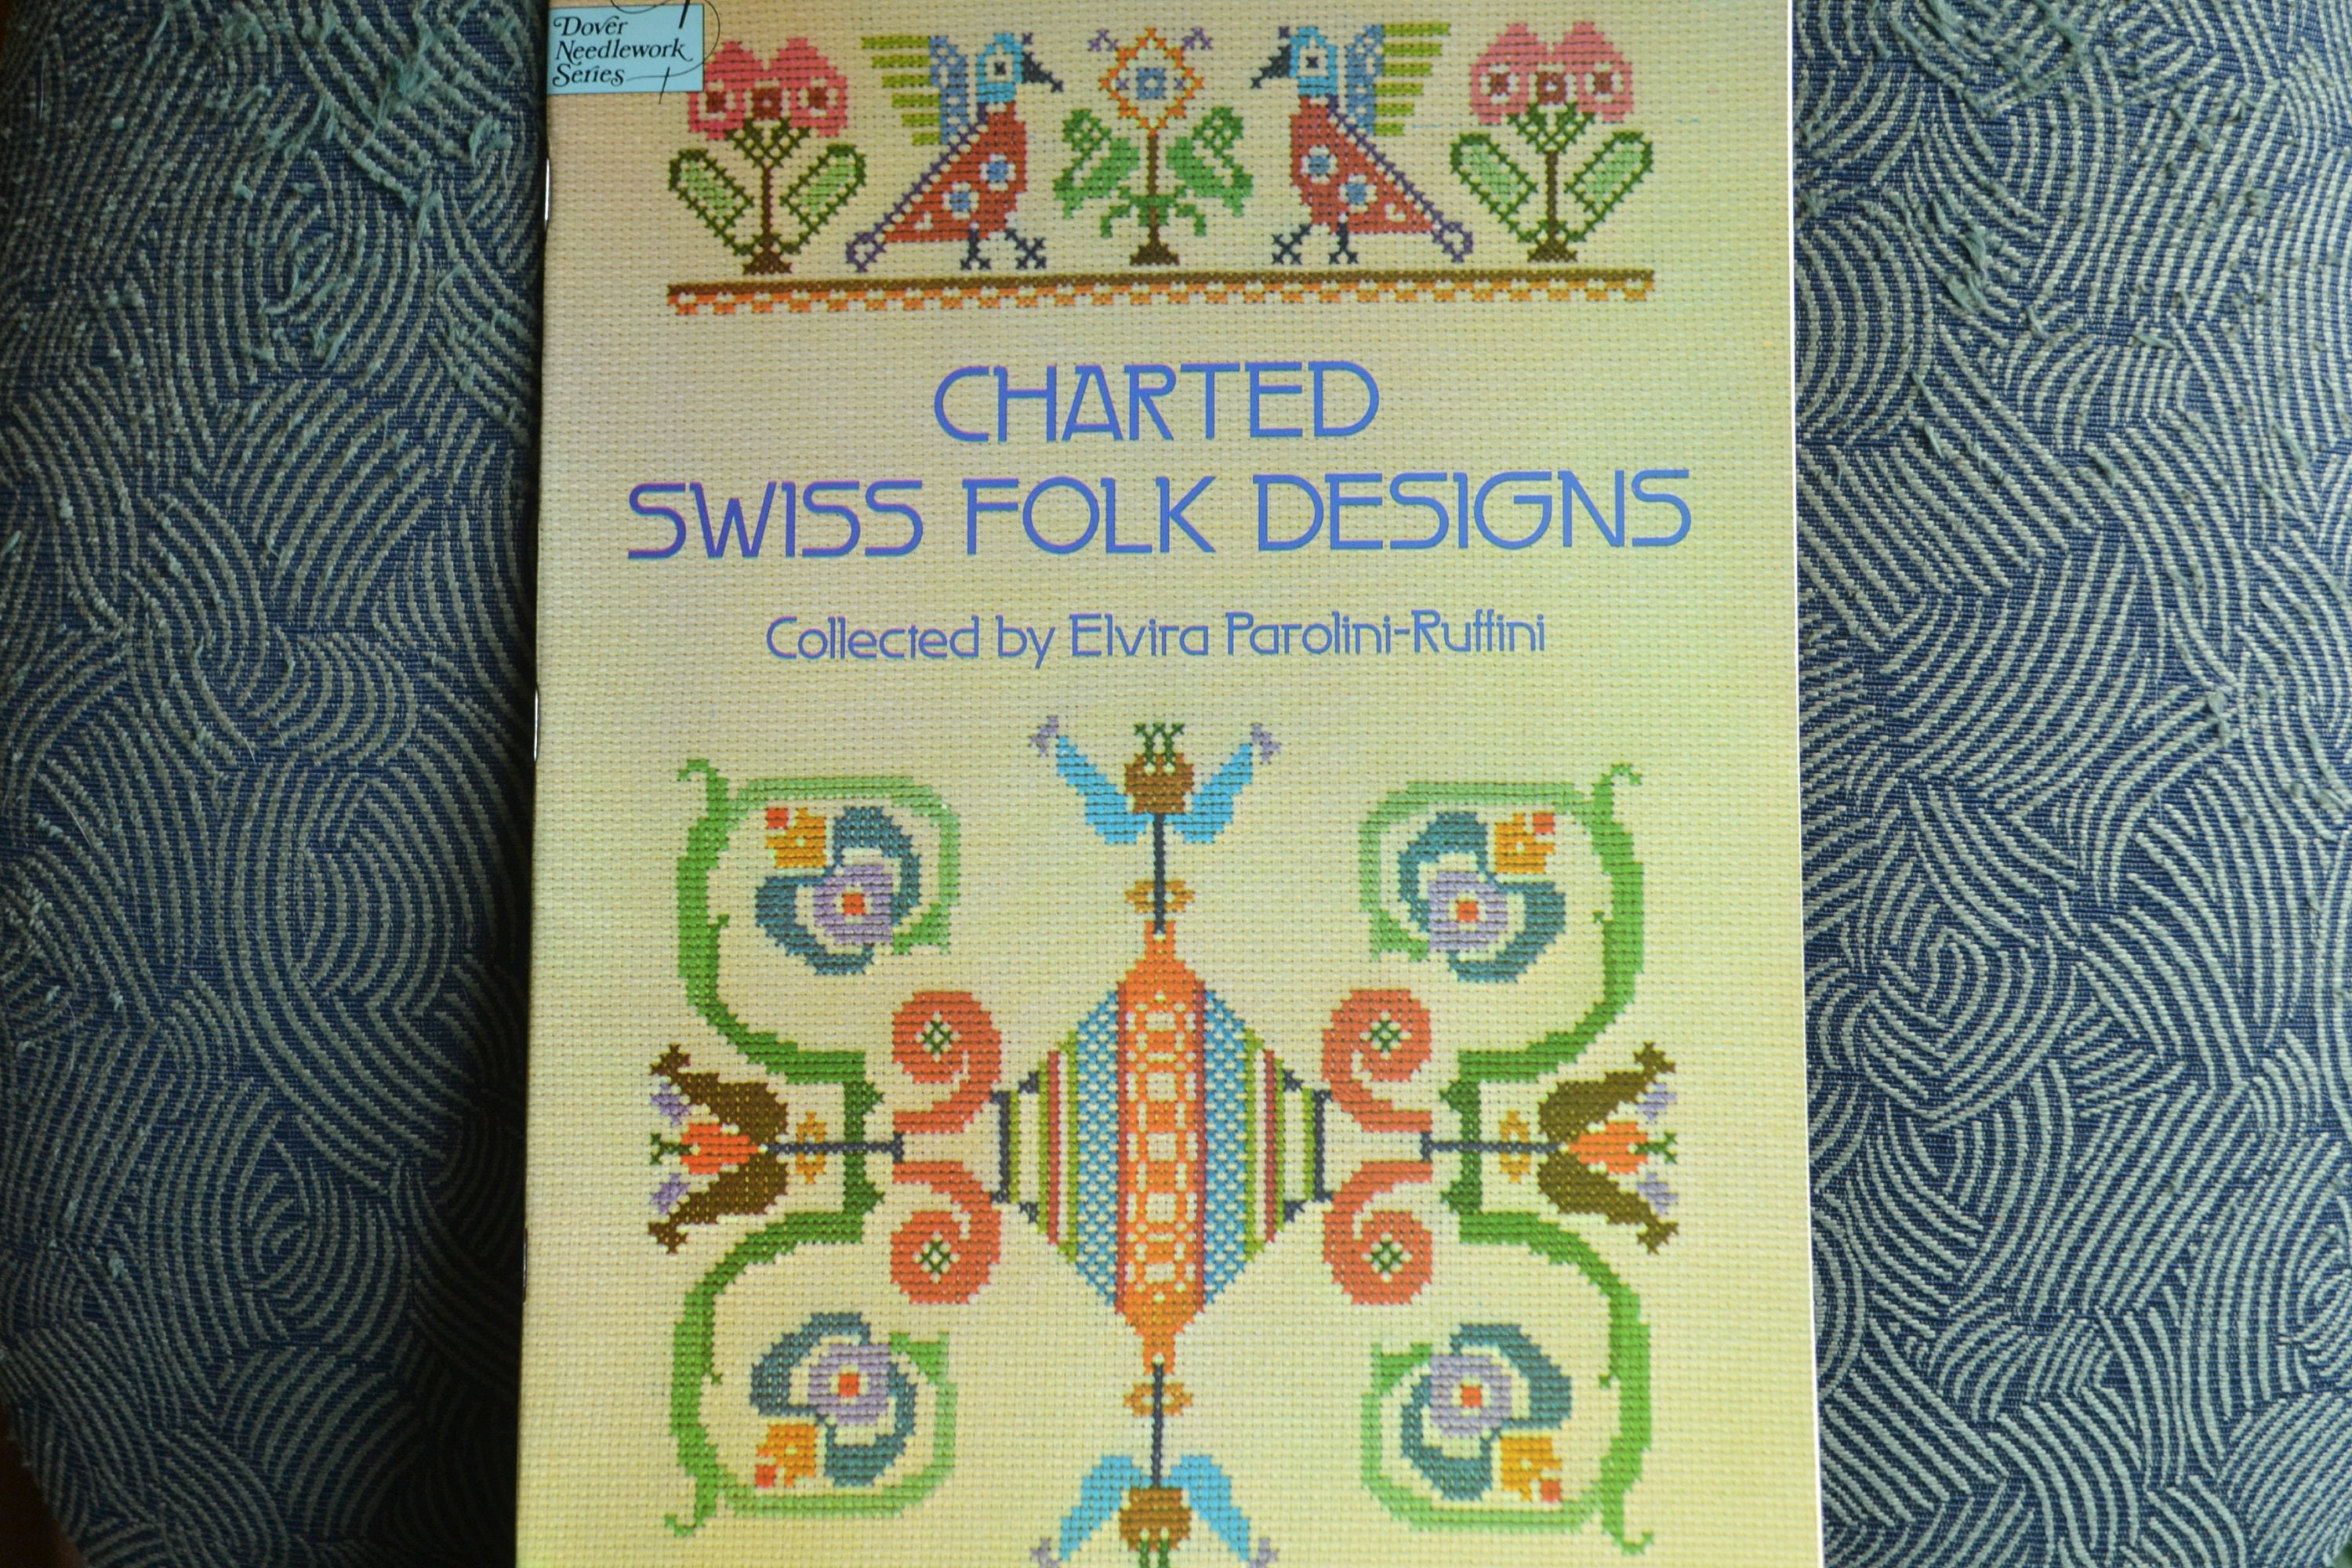 Dover
Needlework
Series
CHARTED
SWISS FOLK DESIGNS
Collected by Elvira Parolini-Ruffini